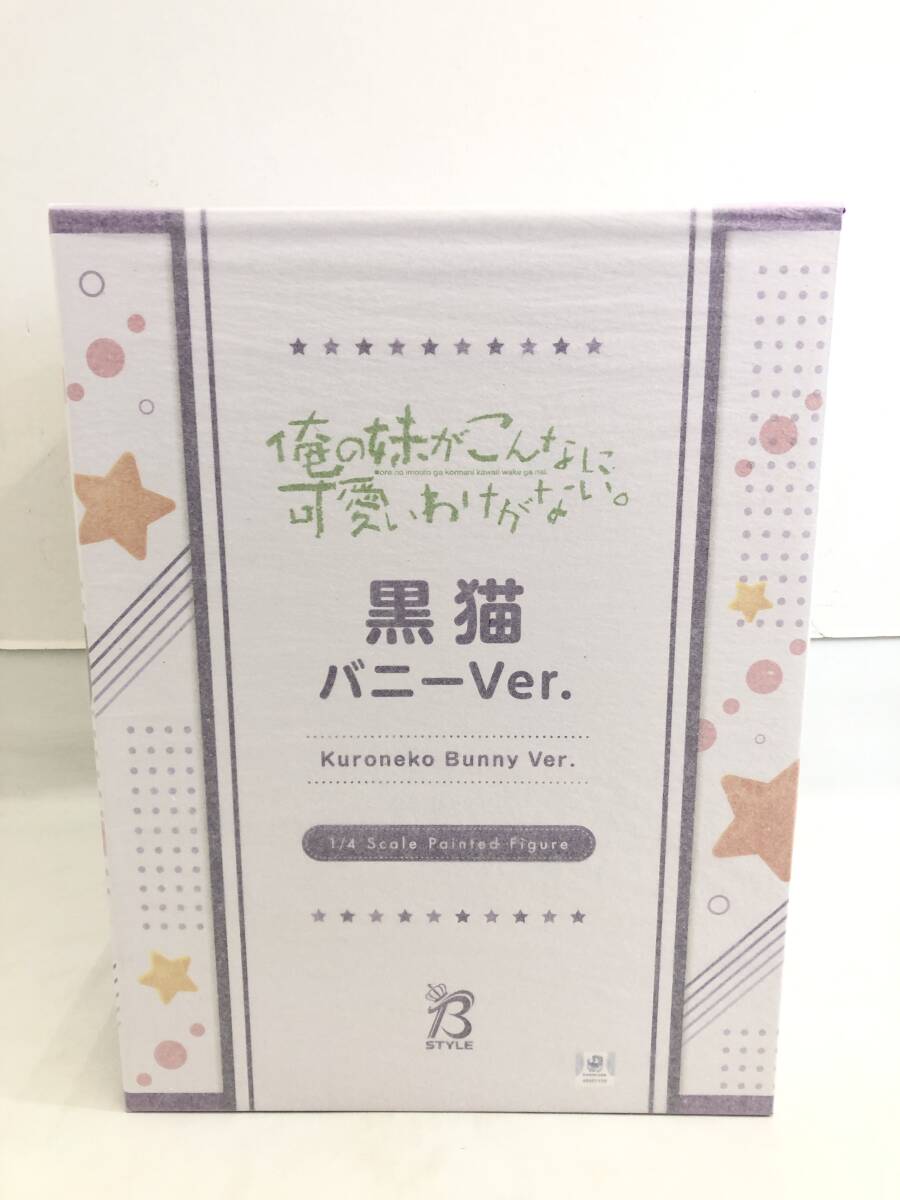 俺の妹がこんなに
ore no imooto ga konnani kawaii wake ga nai.
可愛いわけがない。
黒猫
バニーVer.
Kuroneko Bunny Ver.
1/4 Scale Painted Figure
B
STYLE